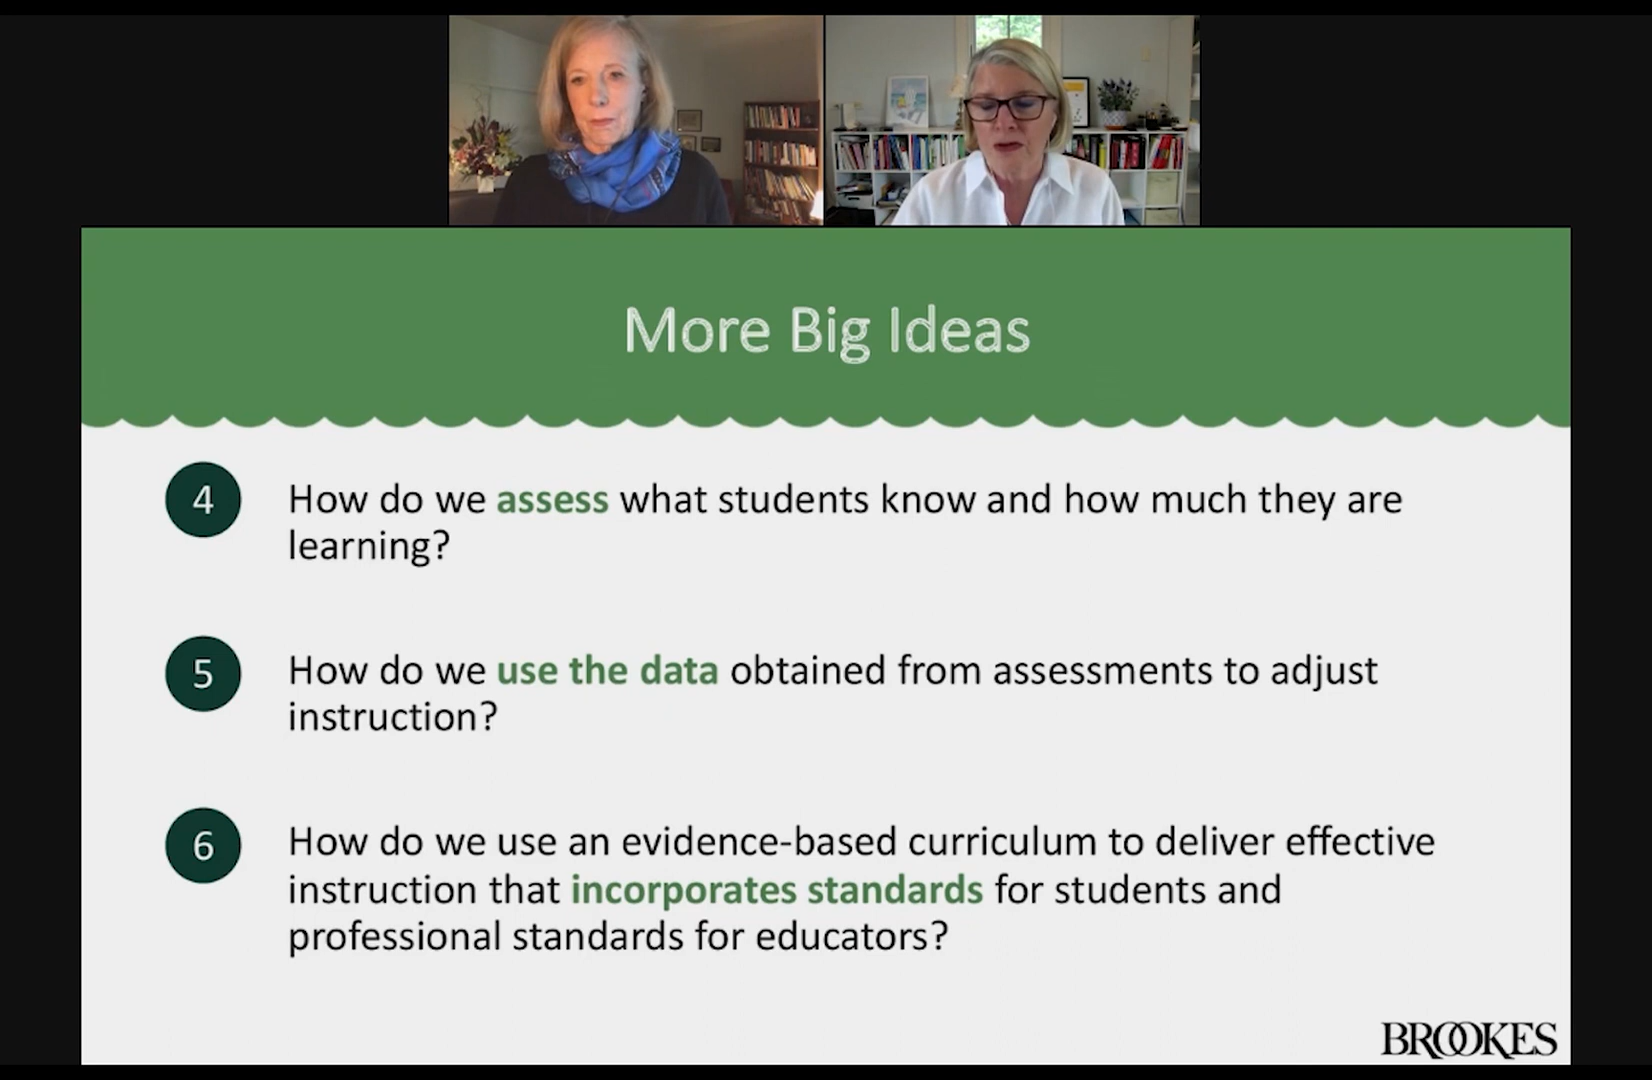 More Big Ideas
4
How do we assess what students know and how much they are
learning?
5
How do we use the data obtained from assessments to adjust
instruction?
6
How do we use an evidence-based curriculum to deliver effective
instruction that incorporates standards for students and
professional standards for educators?
BROOKES